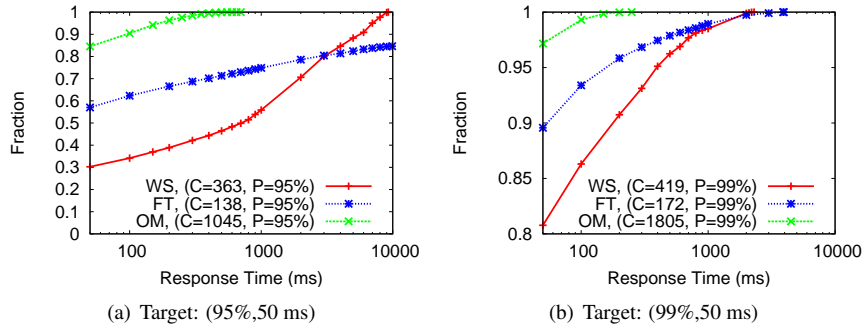 1
0.9
0.8
0.7
0.6
0.5
0.4
0.3
0.2
0.1
0
Fraction
WS, (C=363, P=95%)
FT, (C=138, P=95%)
OM, (C=1045, P=95%)
100
1000
10000
Response Time (ms)
(a) Target: (95%,50 ms)
1
0.95
0.9
0.85
0.8
Fraction
WS, (C=419, P=99%)
FT, (C=172, P=99%)
OM, (C=1805, P=99%)
100
1000
10000
Response Time (ms)
(b) Target: (99%,50 ms)